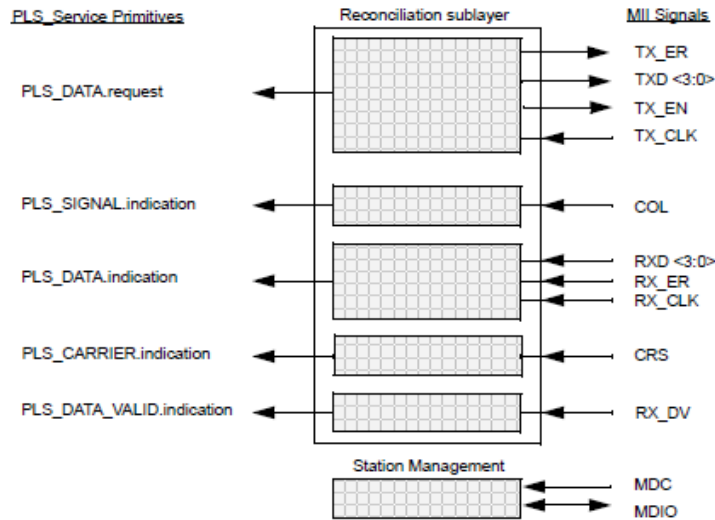 PLS_Service Primitives
Reconciliation sublayer
MII Signals
PLS_DATA.request
TX_ER
TXD <3:0>
TX_EN
TX_CLK
PLS_SIGNAL.indication
COL
PLS_DATA.indication
RXD <3:0>
RX_ER
RX_CLK
PLS_CARRIER.indication
CRS
PLS_DATA_VALID.indication
RX_DV
Station Management
MDC
MDIO